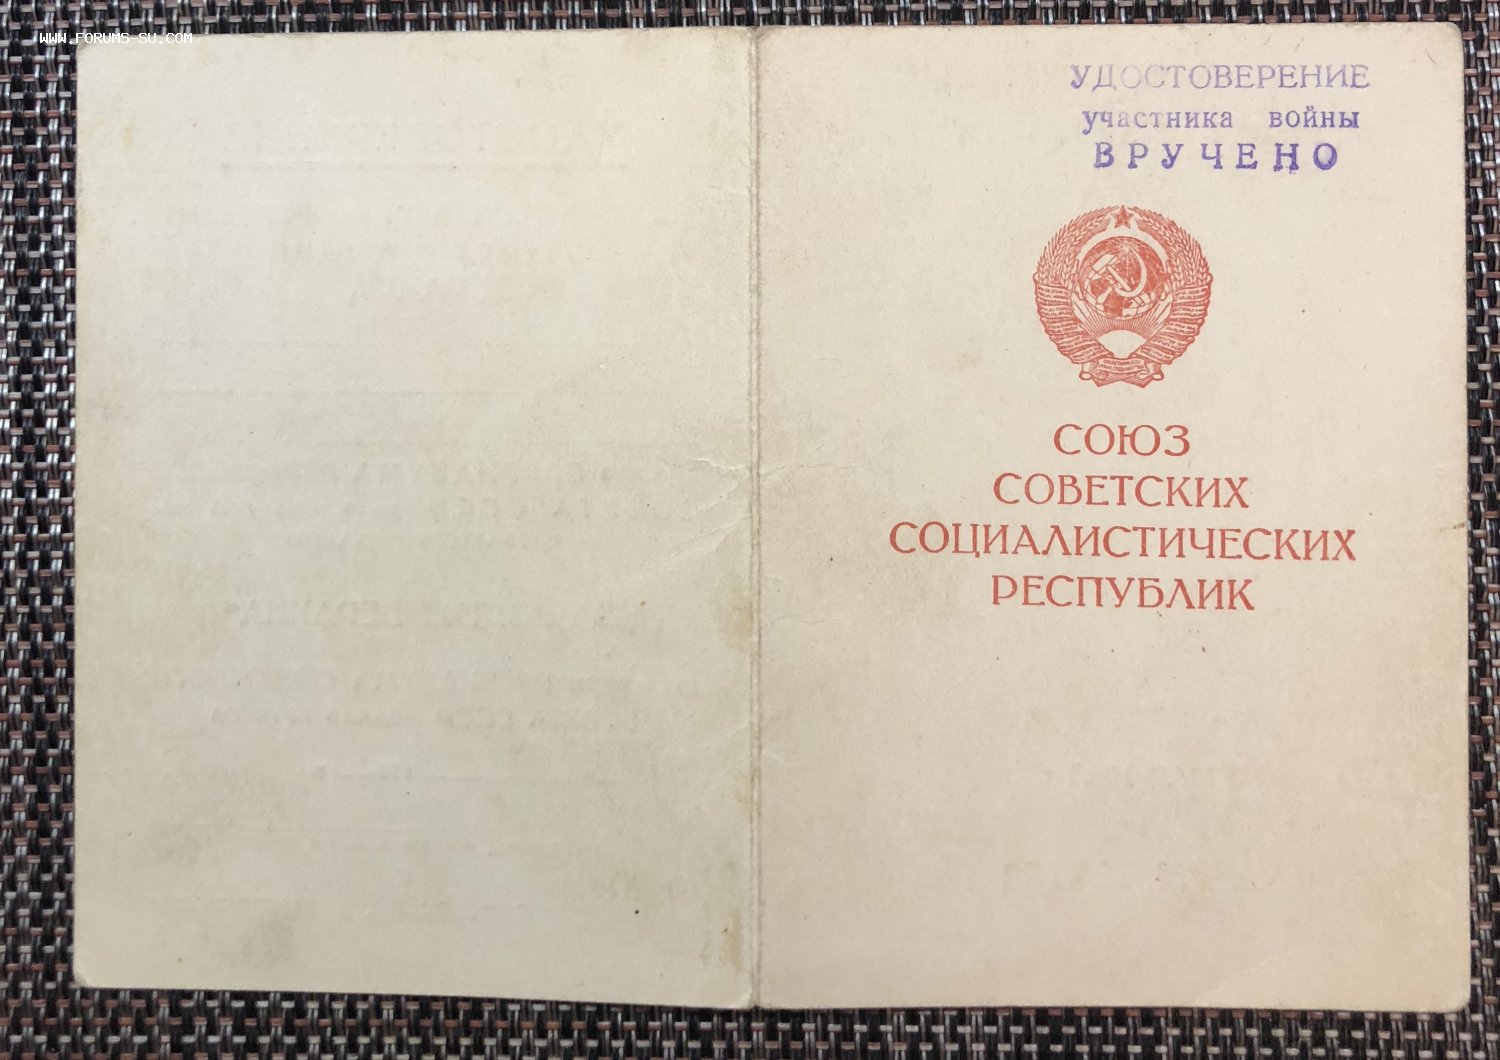 WWW.FORUMS-SU.COM
УДОСТОВЕРЕНИЕ
участника войны
ВРУЧЕНО
СОЮЗ
СОВЕТСКИХ
СОЦИАЛИСТИЧЕСКИХ
РЕСПУБЛИК